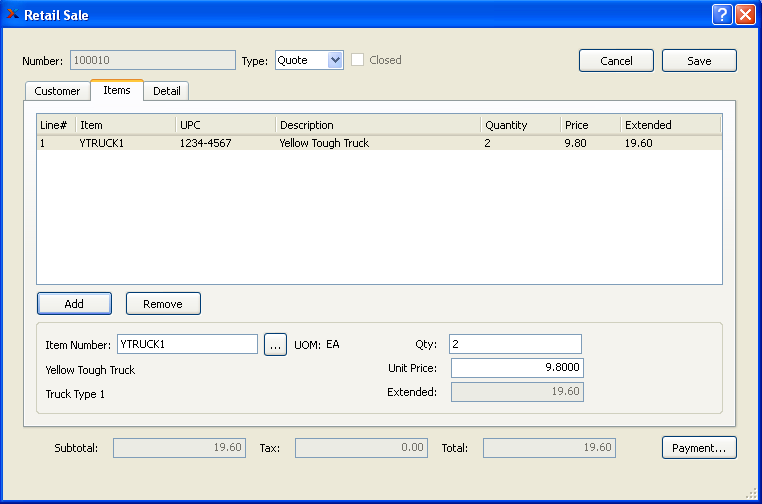 Retail Sale
Number: 100010 Type: Quote Closed Cancel Save
Customer Items Detail
Line# Item UPC Description Quantity Price Extended
1 YTRUCK1 1234-4567 Yellow Tough Truck 2 9.80 19.60
Add Remove
Item Number: YTRUCK1 ... UOM: EA Qty: 2
Yellow Tough Truck Unit Price: 9.8000
Truck Type 1 Extended: 19.60
Subtotal: 19.60 Tax: 0.00 Total: 19.60 Payment...